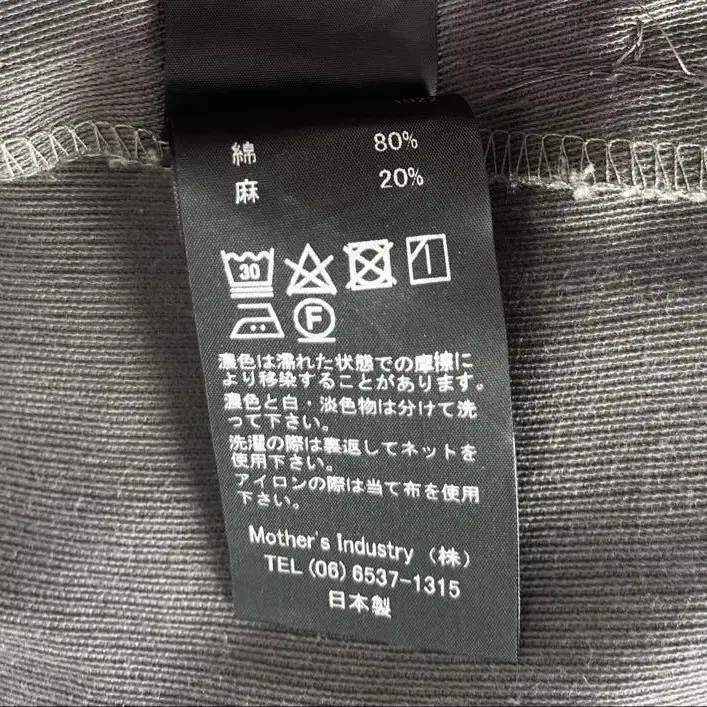 綿 80%
麻 20%
30
F
濃色は濡れた状態での摩擦に
より移染することがあります。
濃色と白・淡色物は分けて洗
って下さい。
洗濯の際は裏返してネットを
使用下さい。
アイロンの際は当て布を使用
下さい。
Mother's Industry (株)
TEL (06) 6537-1315
日本製